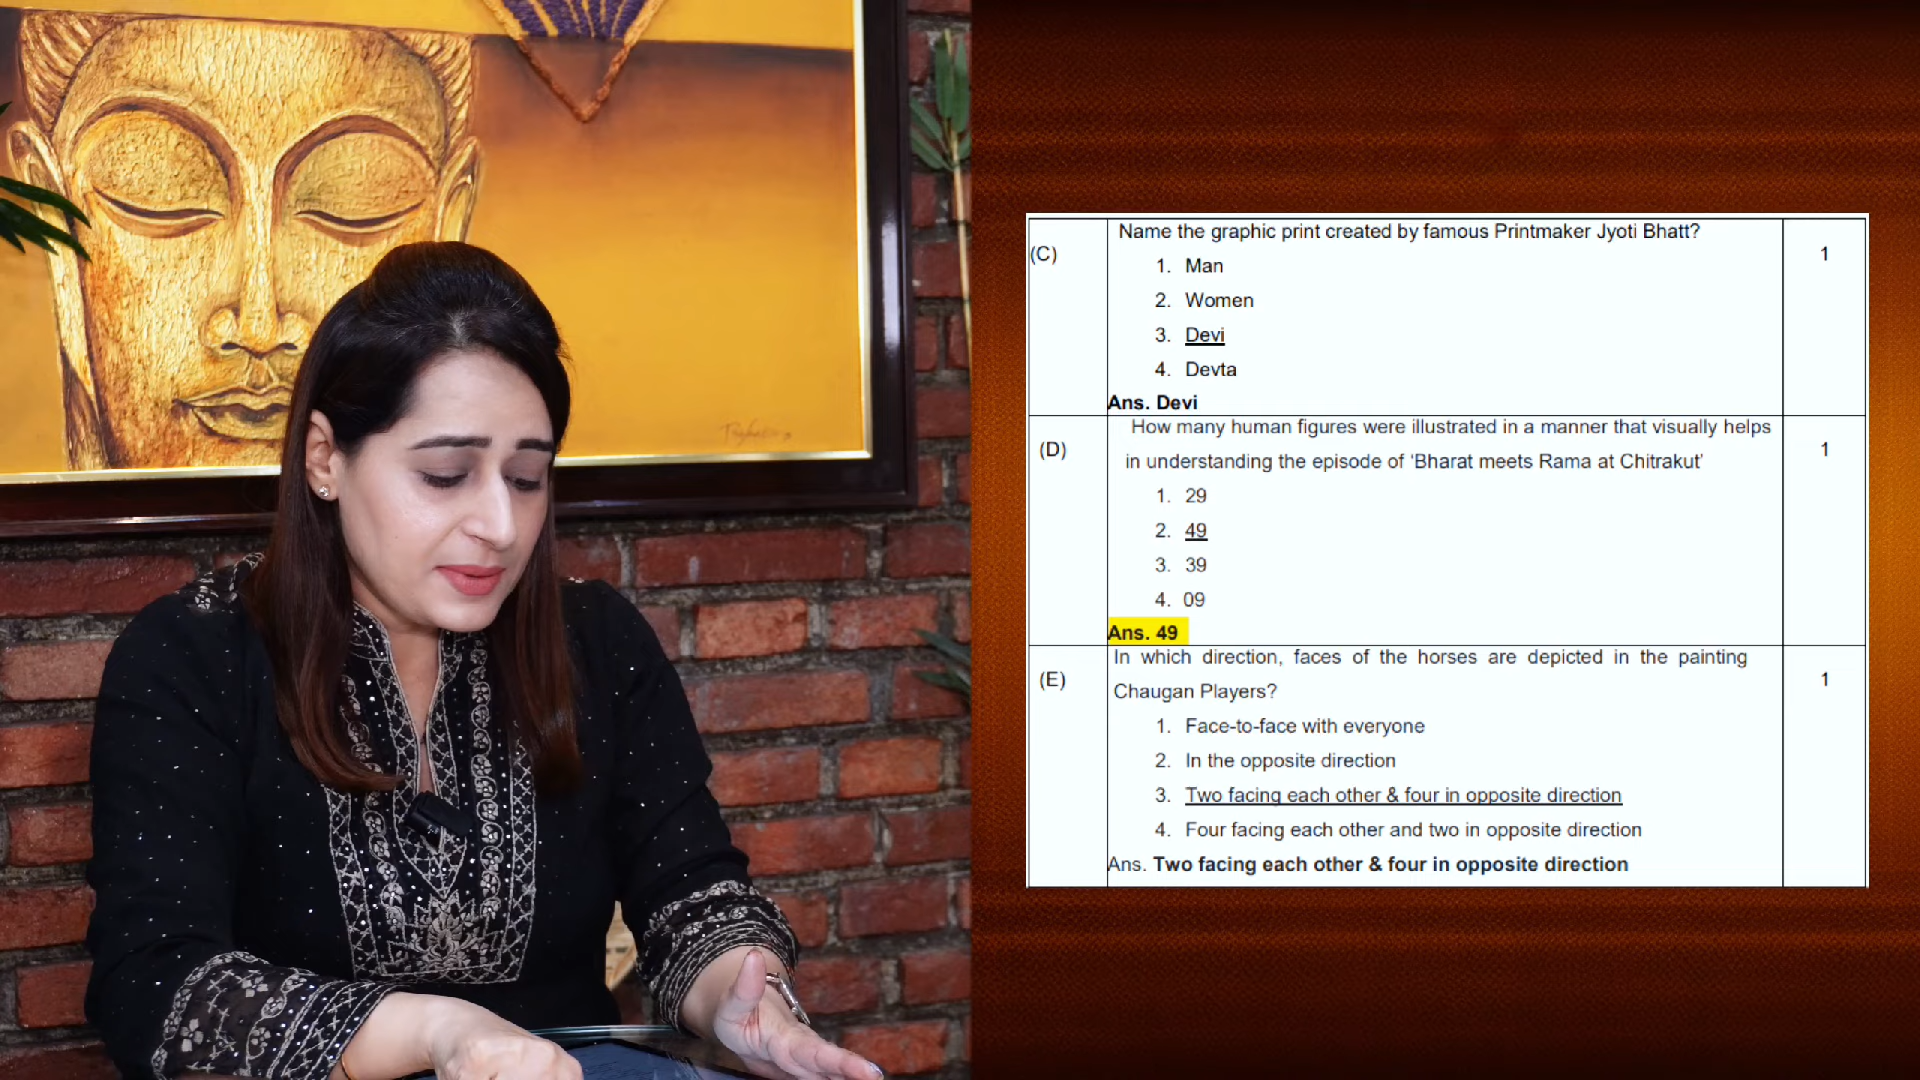 (C)
Name the graphic print created by famous Printmaker Jyoti Bhatt?
1
1. Man
2. Women
3. Devi
4. Devta
Ans. Devi
(D)
How many human figures were illustrated in a manner that visually helps
in understanding the episode of ‘Bharat meets Rama at Chitrakut’
1
1. 29
2. 49
3. 39
4. 09
Ans. 49
(E)
In which direction, faces of the horses are depicted in the painting
Chaugan Players?
1
1. Face-to-face with everyone
2. In the opposite direction
3. Two facing each other & four in opposite direction
4. Four facing each other and two in opposite direction
Ans. Two facing each other & four in opposite direction